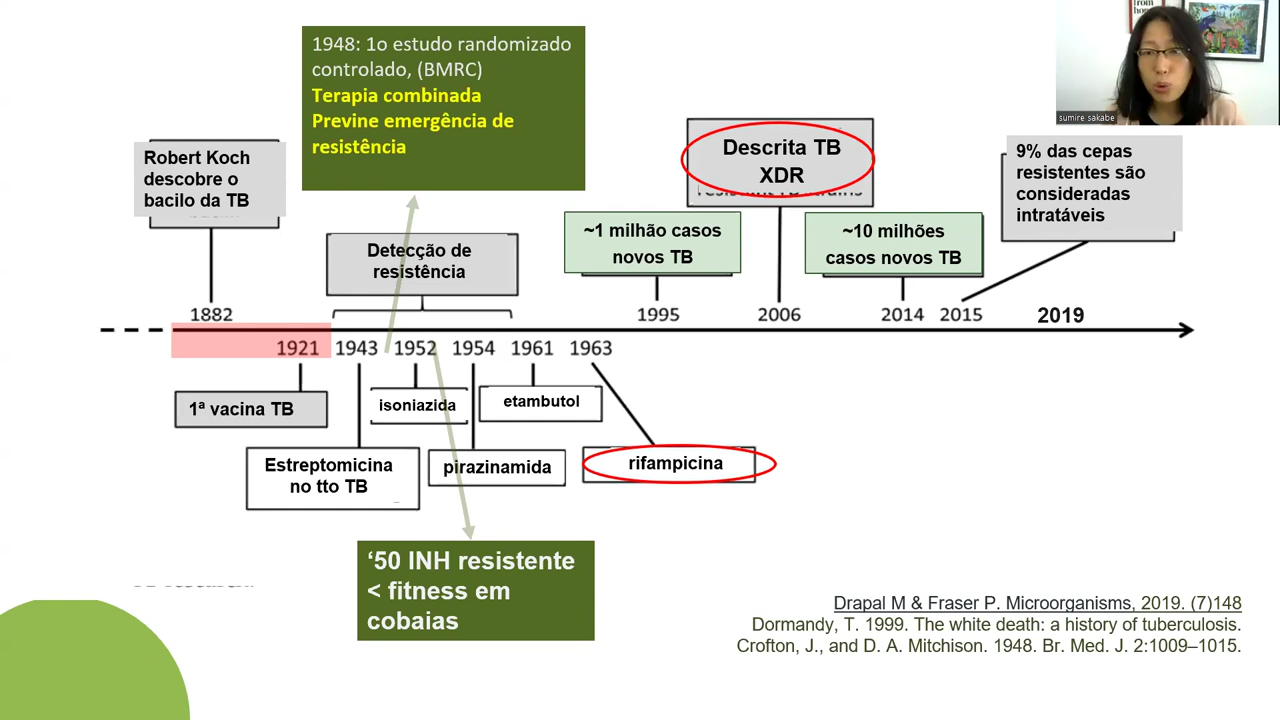 1948: 1o estudo randomizado
controlado, (BMRC)
Terapia combinada
Previne emergência de
resistência
from
sumire sakabe
Robert Koch
descobre o
bacilo da TB
Detecção de
resistência
~1 milhão casos
novos TB
Descrita TB
XDR
~10 milhões
casos novos TB
9% das cepas
resistentes são
consideradas
intratáveis
1882
1995
2006
2014
2015
2019
1921
1943
1952
1954
1961
1963
1ª vacina TB
isoniazida
etambutol
Estreptomicina
no tto TB
pirazinamida
rifampicina
‘50 INH resistente
< fitness em
cobaias
Drapal M & Fraser P. Microorganisms, 2019. (7)148
Dormandy, T. 1999. The white death: a history of tuberculosis.
Crofton, J., and D. A. Mitchison. 1948. Br. Med. J. 2:1009–1015.